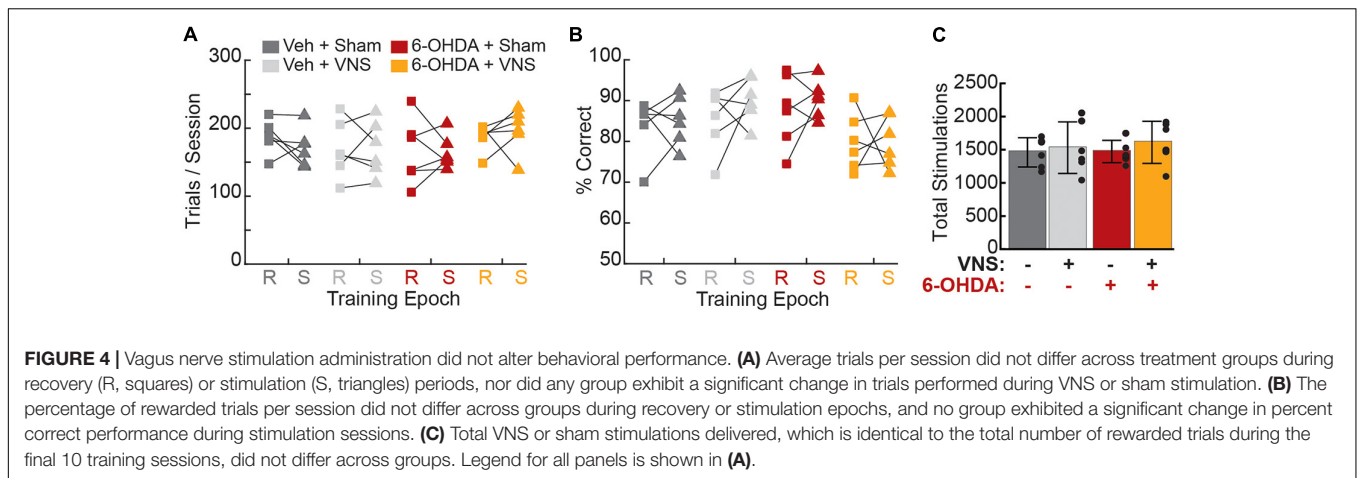 A
Veh + Sham
6-OHDA + Sham
Veh + VNS
6-OHDA + VNS
Trials / Session
300
200
100
0
R S R S R S R S
Training Epoch
B
% Correct
100
90
80
70
60
50
R S R S R S R S
Training Epoch
C
Total Stimulations
2500
2000
1500
1000
500
0
VNS: - + - +
6-OHDA: - - + +
FIGURE 4 | Vagus nerve stimulation administration did not alter behavioral performance. (A) Average trials per session did not differ across treatment groups during
recovery (R, squares) or stimulation (S, triangles) periods, nor did any group exhibit a significant change in trials performed during VNS or sham stimulation. (B) The
percentage of rewarded trials per session did not differ across groups during recovery or stimulation epochs, and no group exhibited a significant change in percent
correct performance during stimulation sessions. (C) Total VNS or sham stimulations delivered, which is identical to the total number of rewarded trials during the
final 10 training sessions, did not differ across groups. Legend for all panels is shown in (A).